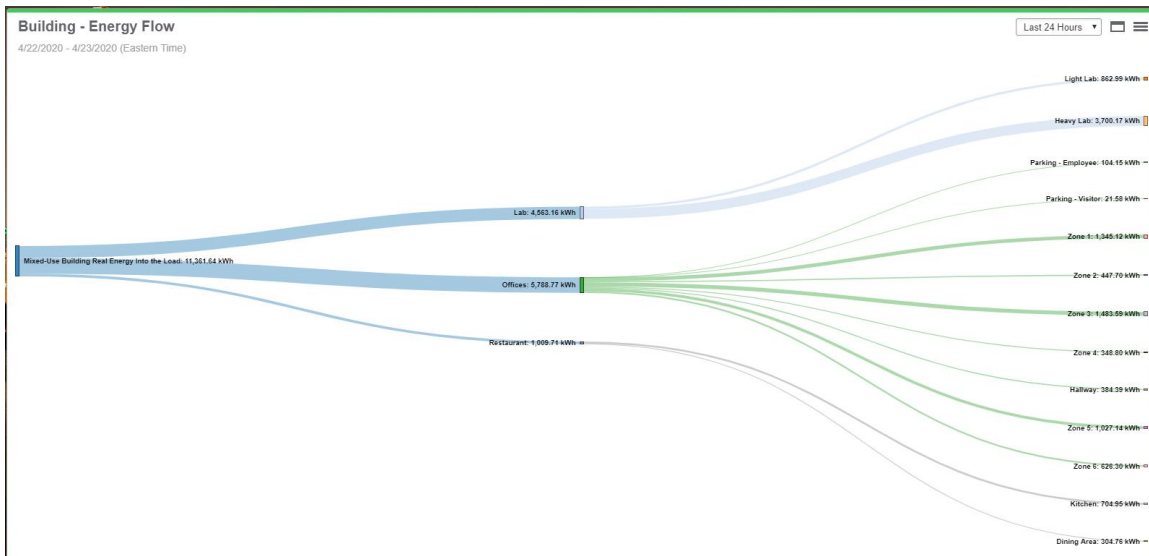 Building - Energy Flow
Last 24 Hours
4/22/2020 - 4/23/2020 (Eastern Time)
Light Lab: 862.99 kWh
Heavy Lab: 3,700.17 kWh
Parking - Employee: 104.15 kWh
Parking - Visitor: 21.58 kWh
Lab: 4,563.16 kWh
Zone 1: 1,345.12 kWh
Mixed-Use Building Real Energy Into the Load: 11,361.64 kWh
Zone 2: 447.70 kWh
Offices: 5,788.77 kWh
Zone 3: 1,483.59 kWh
Restaurant: 1,009.71 kWh
Zone 4: 348.80 kWh
Hallway: 384.39 kWh
Zone 5: 1,027.14 kWh
Zone 6: 626.30 kWh
Kitchen: 704.95 kWh
Dining Area: 304.76 kWh